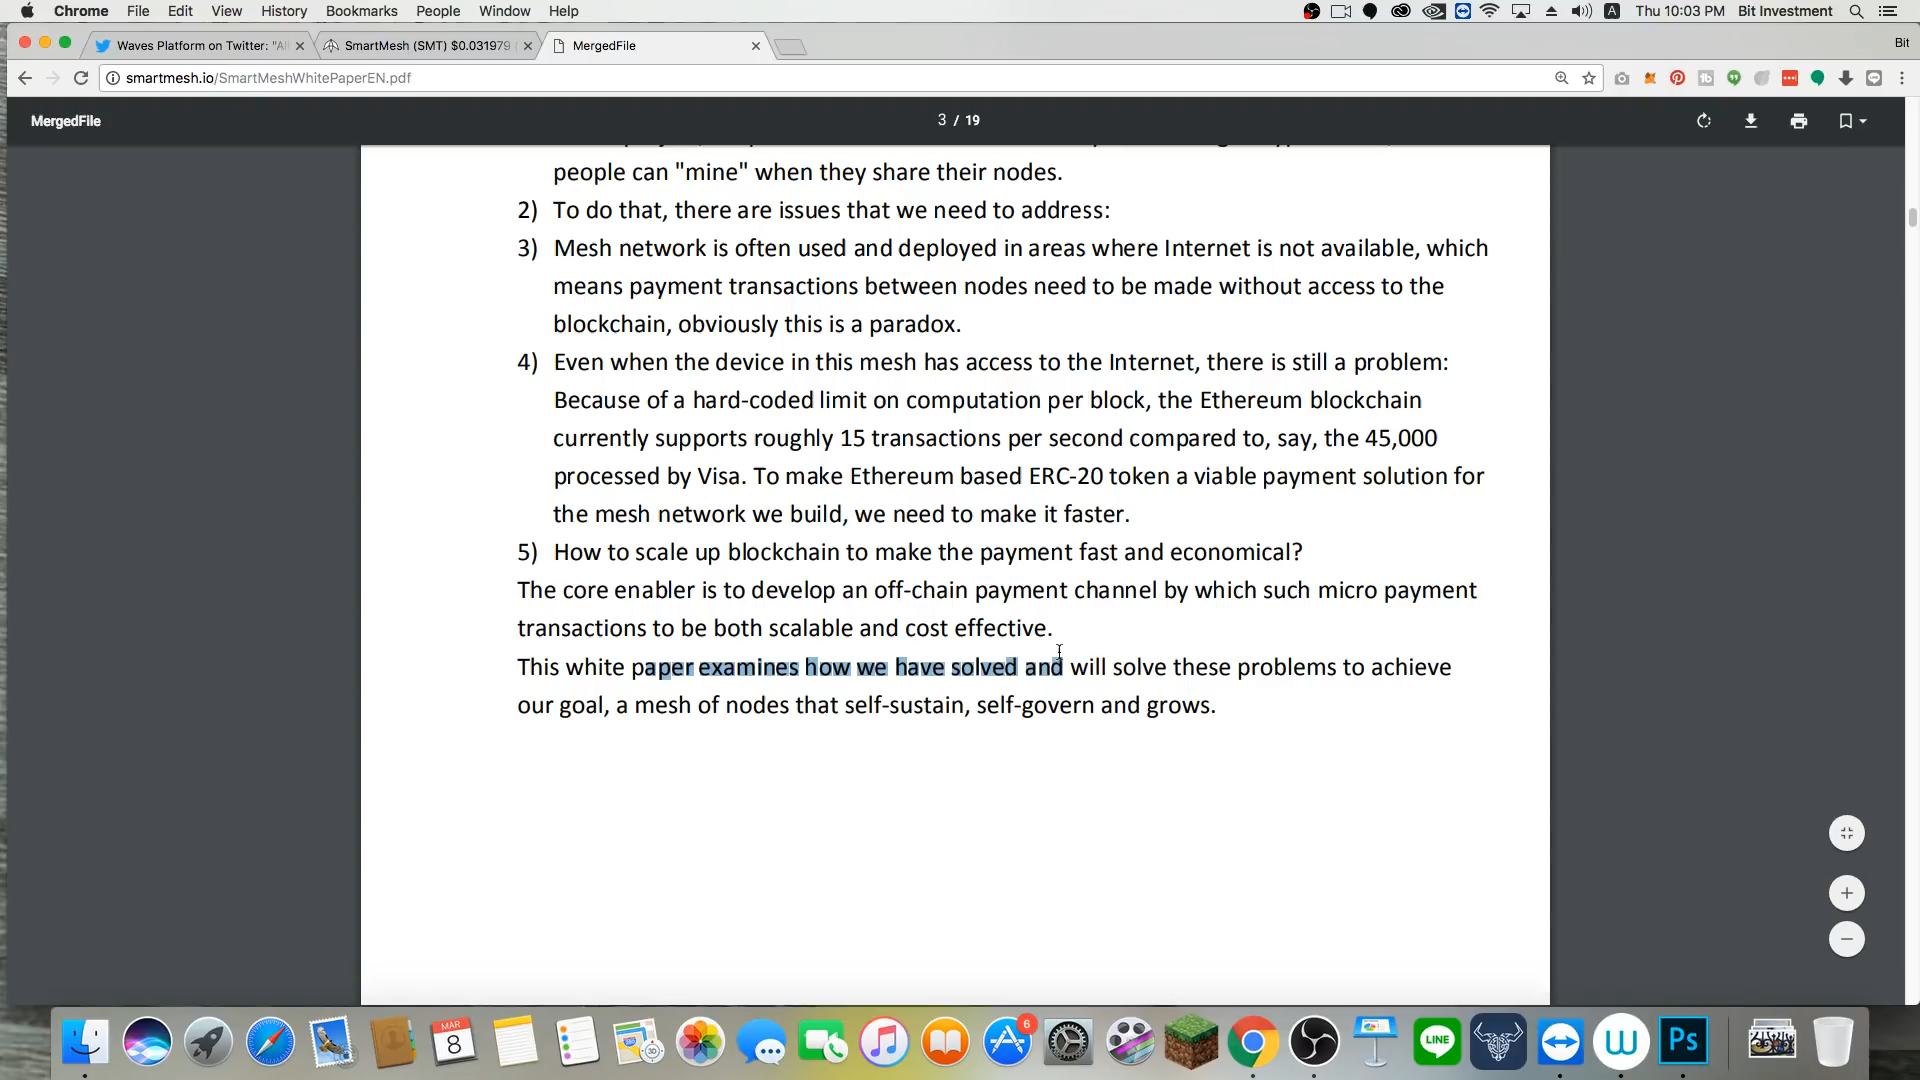 Chrome File Edit View History Bookmarks People Window Help
Thu 10:03 PM Bit Investment
Waves Platform on Twitter: "All
SmartMesh (SMT) $0.031979
MergedFile
Bit
smartmesh.io/SmartMeshWhitePaperEN.pdf
MergedFile
3 / 19
people can "mine" when they share their nodes.
2) To do that, there are issues that we need to address:
3) Mesh network is often used and deployed in areas where Internet is not available, which
means payment transactions between nodes need to be made without access to the
blockchain, obviously this is a paradox.
4) Even when the device in this mesh has access to the Internet, there is still a problem:
Because of a hard-coded limit on computation per block, the Ethereum blockchain
currently supports roughly 15 transactions per second compared to, say, the 45,000
processed by Visa. To make Ethereum based ERC-20 token a viable payment solution for
the mesh network we build, we need to make it faster.
5) How to scale up blockchain to make the payment fast and economical?
The core enabler is to develop an off-chain payment channel by which such micro payment
transactions to be both scalable and cost effective.
This white paper examines how we have solved and will solve these problems to achieve
our goal, a mesh of nodes that self-sustain, self-govern and grows.
MAR
8
3D
6
LINE
W
Ps